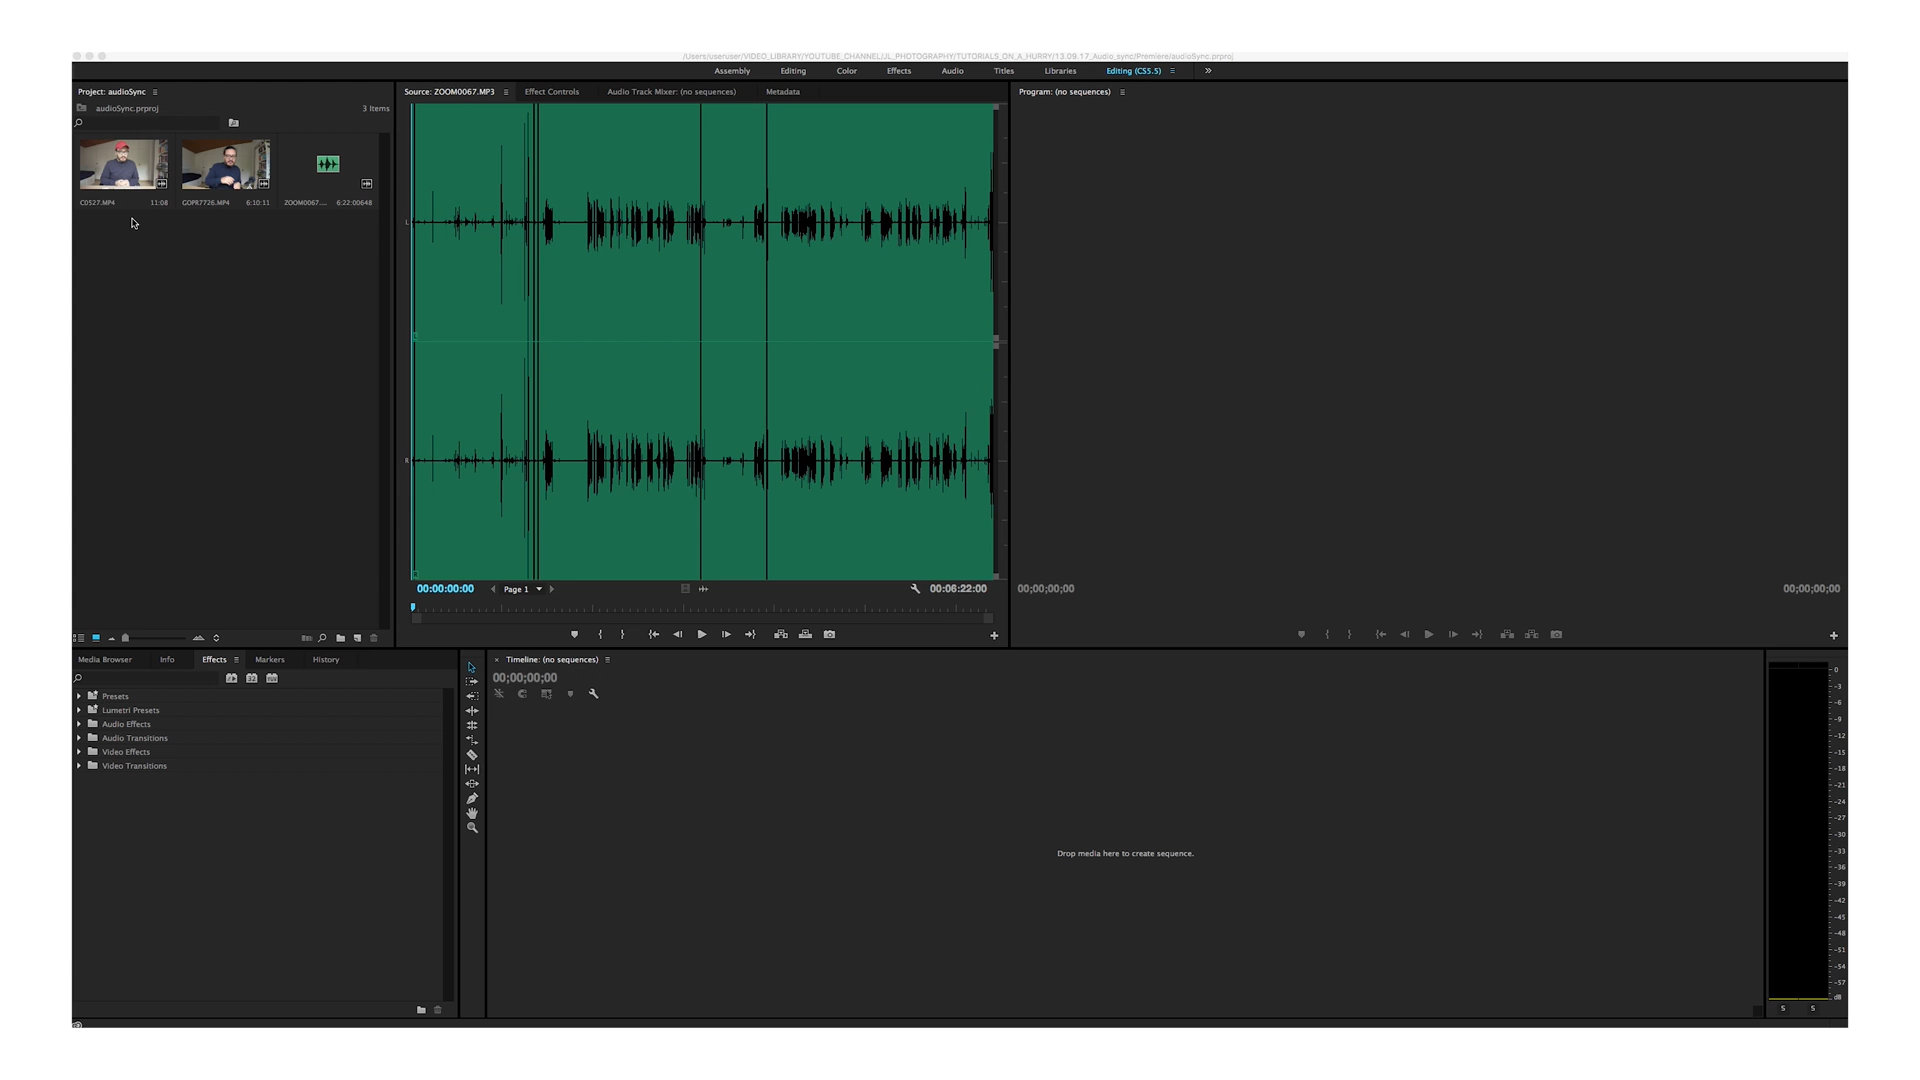 /Users/useruser/VIDEO_LIBRARY/YOUTUBE_CHANNEL/JL_PHOTOGRAPHY/TUTORIALS_ON_A_HURRY/13.09.17_Audio_sync/Premiere/audioSync.prproj
Assembly Editing Color Effects Audio Titles Libraries Editing (CS5.5)
Project: audioSync
audioSync.prproj 3 Items
C0527.MP4 11:08 GOPR7726.MP4 6:10:11 ZOOM0067.... 6:22:00648
Source: ZOOM0067.MP3 Effect Controls Audio Track Mixer: (no sequences) Metadata
L
R
00:00:00:00 Page 1 00:06:22:00
Program: (no sequences)
00;00;00;00 00;00;00;00
Media Browser Info Effects Markers History
Presets
Lumetri Presets
Audio Effects
Audio Transitions
Video Effects
Video Transitions
Timeline: (no sequences)
00;00;00;00
Drop media here to create sequence.
0
-3
-6
-9
-12
-15
-18
-21
-24
-27
-30
-33
-36
-39
-42
-45
-48
-51
-54
-57
dB
S S